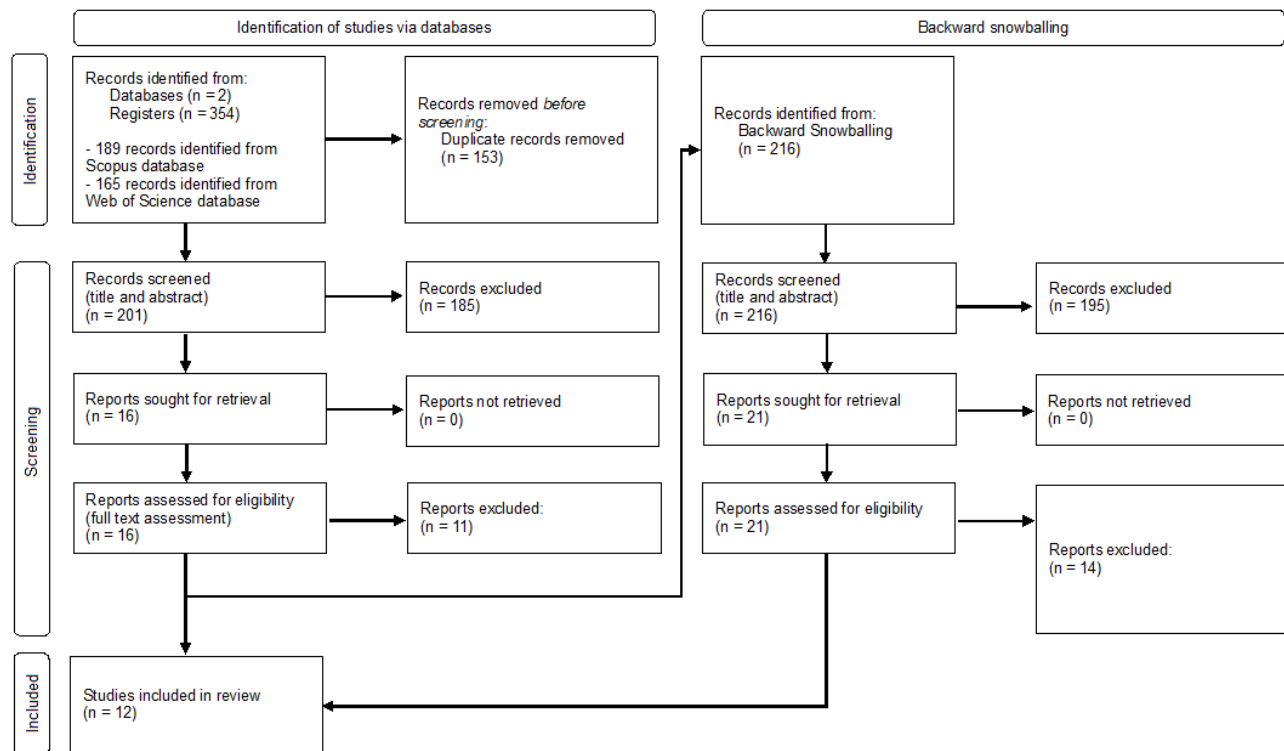 Identification of studies via databases
Backward snowballing
Identification
Records identified from:
Databases (n = 2)
Registers (n = 354)
- 189 records identified from
Scopus database
- 165 records identified from
Web of Science database
Records removed before
screening:
Duplicate records removed
(n = 153)
Records identified from:
Backward Snowballing
(n = 216)
Screening
Records screened
(title and abstract)
(n = 201)
Records excluded
(n = 185)
Records screened
(title and abstract)
(n = 216)
Records excluded
(n = 195)
Reports sought for retrieval
(n = 16)
Reports not retrieved
(n = 0)
Reports sought for retrieval
(n = 21)
Reports not retrieved
(n = 0)
Reports assessed for eligibility
(full text assessment)
(n = 16)
Reports excluded:
(n = 11)
Reports assessed for eligibility
(n = 21)
Reports excluded:
(n = 14)
Included
Studies included in review
(n = 12)